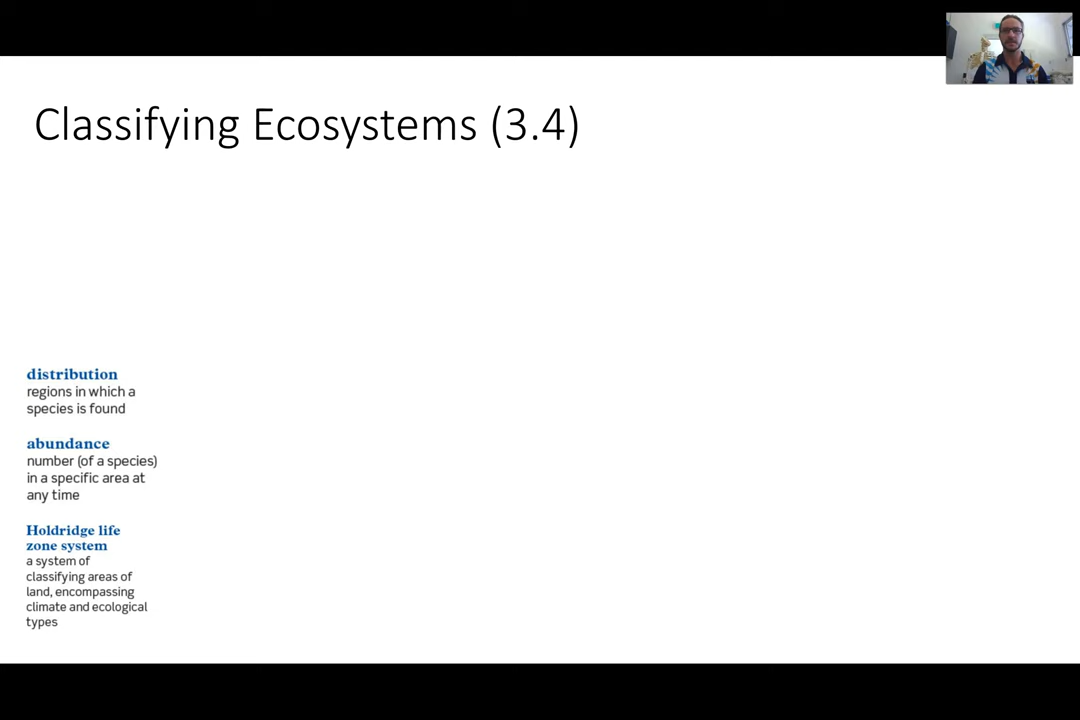 Classifying Ecosystems (3.4)
distribution
regions in which a
species is found
abundance
number (of a species)
in a specific area at
any time
Holdridge life
zone system
a system of
classifying areas of
land, encompassing
climate and ecological
types